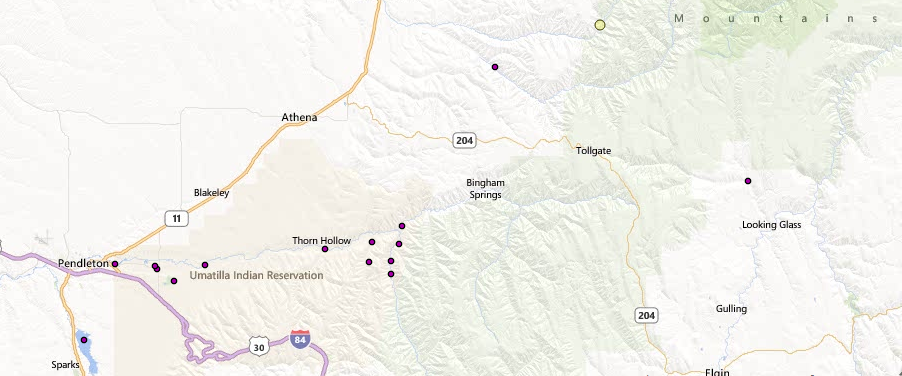 Mountains
Athena
204
Tollgate
Bingham
Springs
Blakeley
11
Looking Glass
Thorn Hollow
Pendleton
Umatilla Indian Reservation
Gulling
204
84
30
Sparks
Elgin